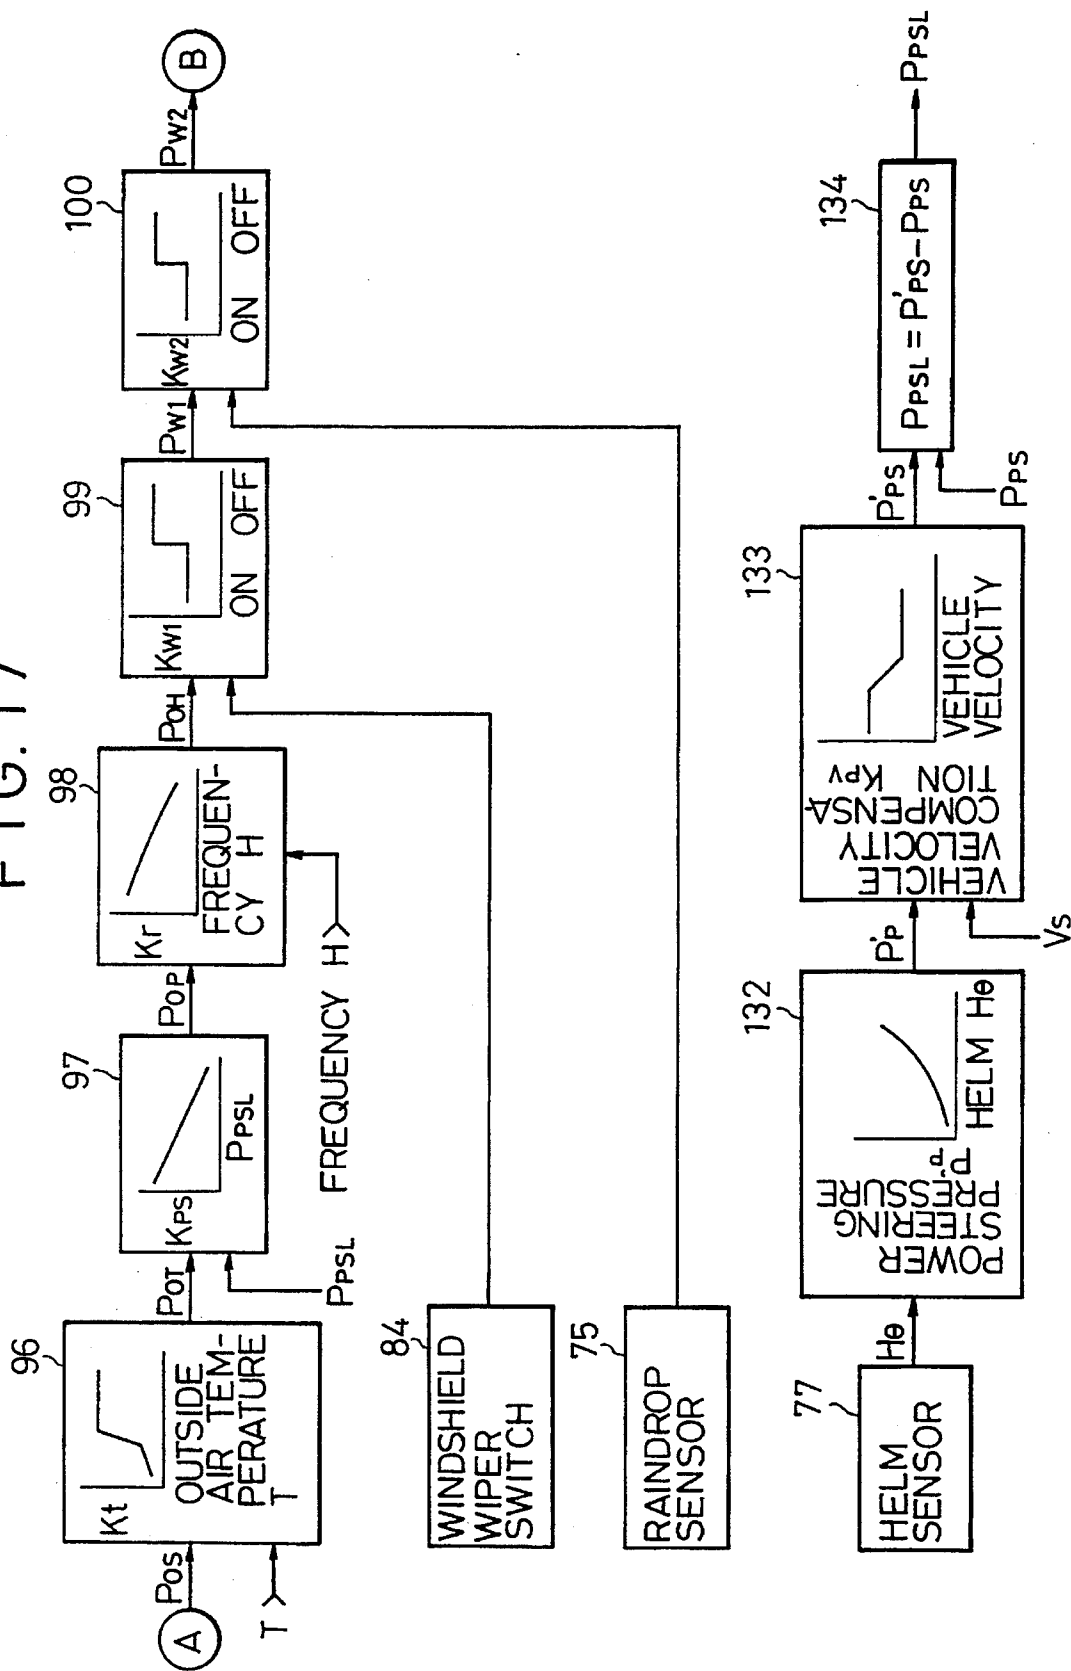 FIG. 17
A
Pos
T
96
Kt
OUTSIDE
AIR TEM-
PERATURE
T
POT
PPSL
97
KPS
PPSL
POP
98
Kr
FREQUEN-
CY H
FREQUENCY H
POH
99
Kw1
ON OFF
Pw1
100
Kw2
ON OFF
Pw2
B
84
WINDSHIELD
WIPER
SWITCH
75
RAINDROP
SENSOR
77
HELM
SENSOR
Hθ
132
POWER
STEERING
PRESSURE
P'p
HELM Hθ
P'P
Vs
133
VEHICLE
VELOCITY
COMPENSA
TION KPV
VEHICLE
VELOCITY
P'PS
PPS
134
PPSL = P'PS-PPS
PPSL